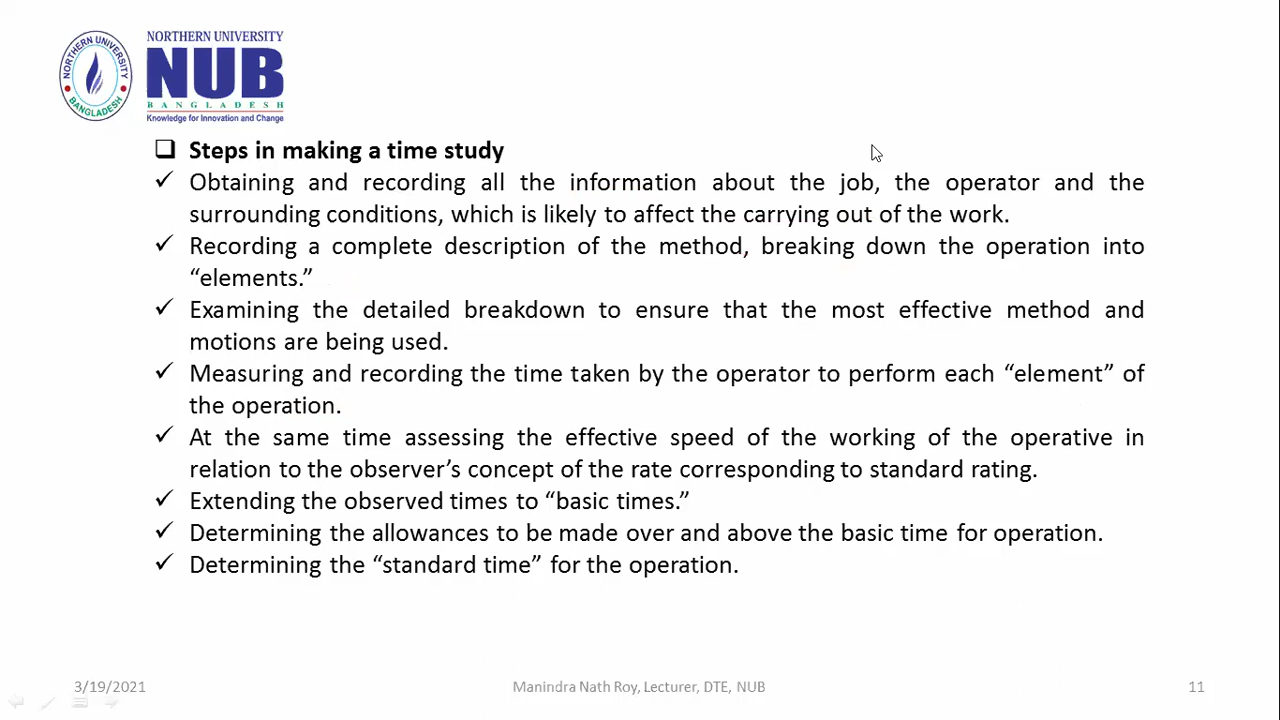 NORTHERN UNIVERSITY
NUB
BANGLADESH
Knowledge for Innovation and Change
NORTHERN UNIVERSITY
BANGLADESH
❑ Steps in making a time study
✓ Obtaining and recording all the information about the job, the operator and the
surrounding conditions, which is likely to affect the carrying out of the work.
✓ Recording a complete description of the method, breaking down the operation into
“elements.”
✓ Examining the detailed breakdown to ensure that the most effective method and
motions are being used.
✓ Measuring and recording the time taken by the operator to perform each “element” of
the operation.
✓ At the same time assessing the effective speed of the working of the operative in
relation to the observer’s concept of the rate corresponding to standard rating.
✓ Extending the observed times to “basic times.”
✓ Determining the allowances to be made over and above the basic time for operation.
✓ Determining the “standard time” for the operation.
3/19/2021
Manindra Nath Roy, Lecturer, DTE, NUB
11